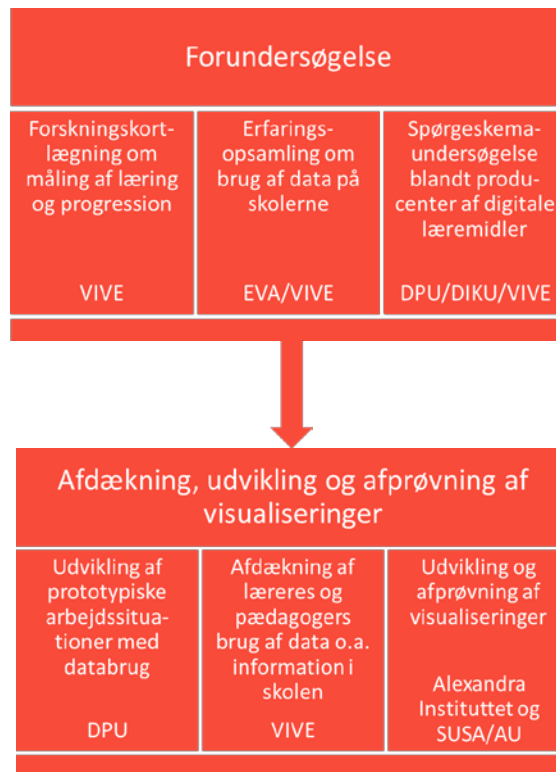 Forundersøgelse
Forskningskort-
lægning om
måling af læring
og progression
VIVE
Erfarings-
opsamling om
brug af data på
skolerne
EVA/VIVE
Spørgeskema-
undersøgelse
blandt produ-
center af digitale
læremidler
DPU/DIKU/VIVE
Afdækning, udvikling og afprøvning af
visualiseringer
Udvikling af
prototypiske
arbejdssitua-
tioner med
databrug
DPU
Afdækning af
læreres og
pædagogers
brug af data o.a.
information i
skolen
VIVE
Udvikling og
afprøvning af
visualiseringer
Alexandra
Instituttet og
SUSA/AU